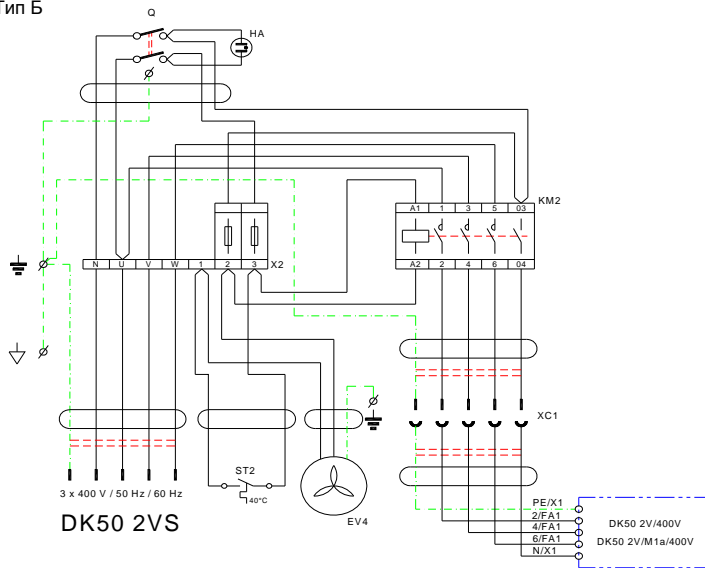 Тип Б
Q
HA
A1 1 3 5 03
KM2
N U V W 1 2 3 X2
A2 2 4 6 04
XC1
ST2
40°C
3 x 400 V / 50 Hz / 60 Hz
DK50 2VS
EV4
PE/X1
2/FA1
4/FA1
6/FA1
N/X1
DK50 2V/400V
DK50 2V/M1a/400V